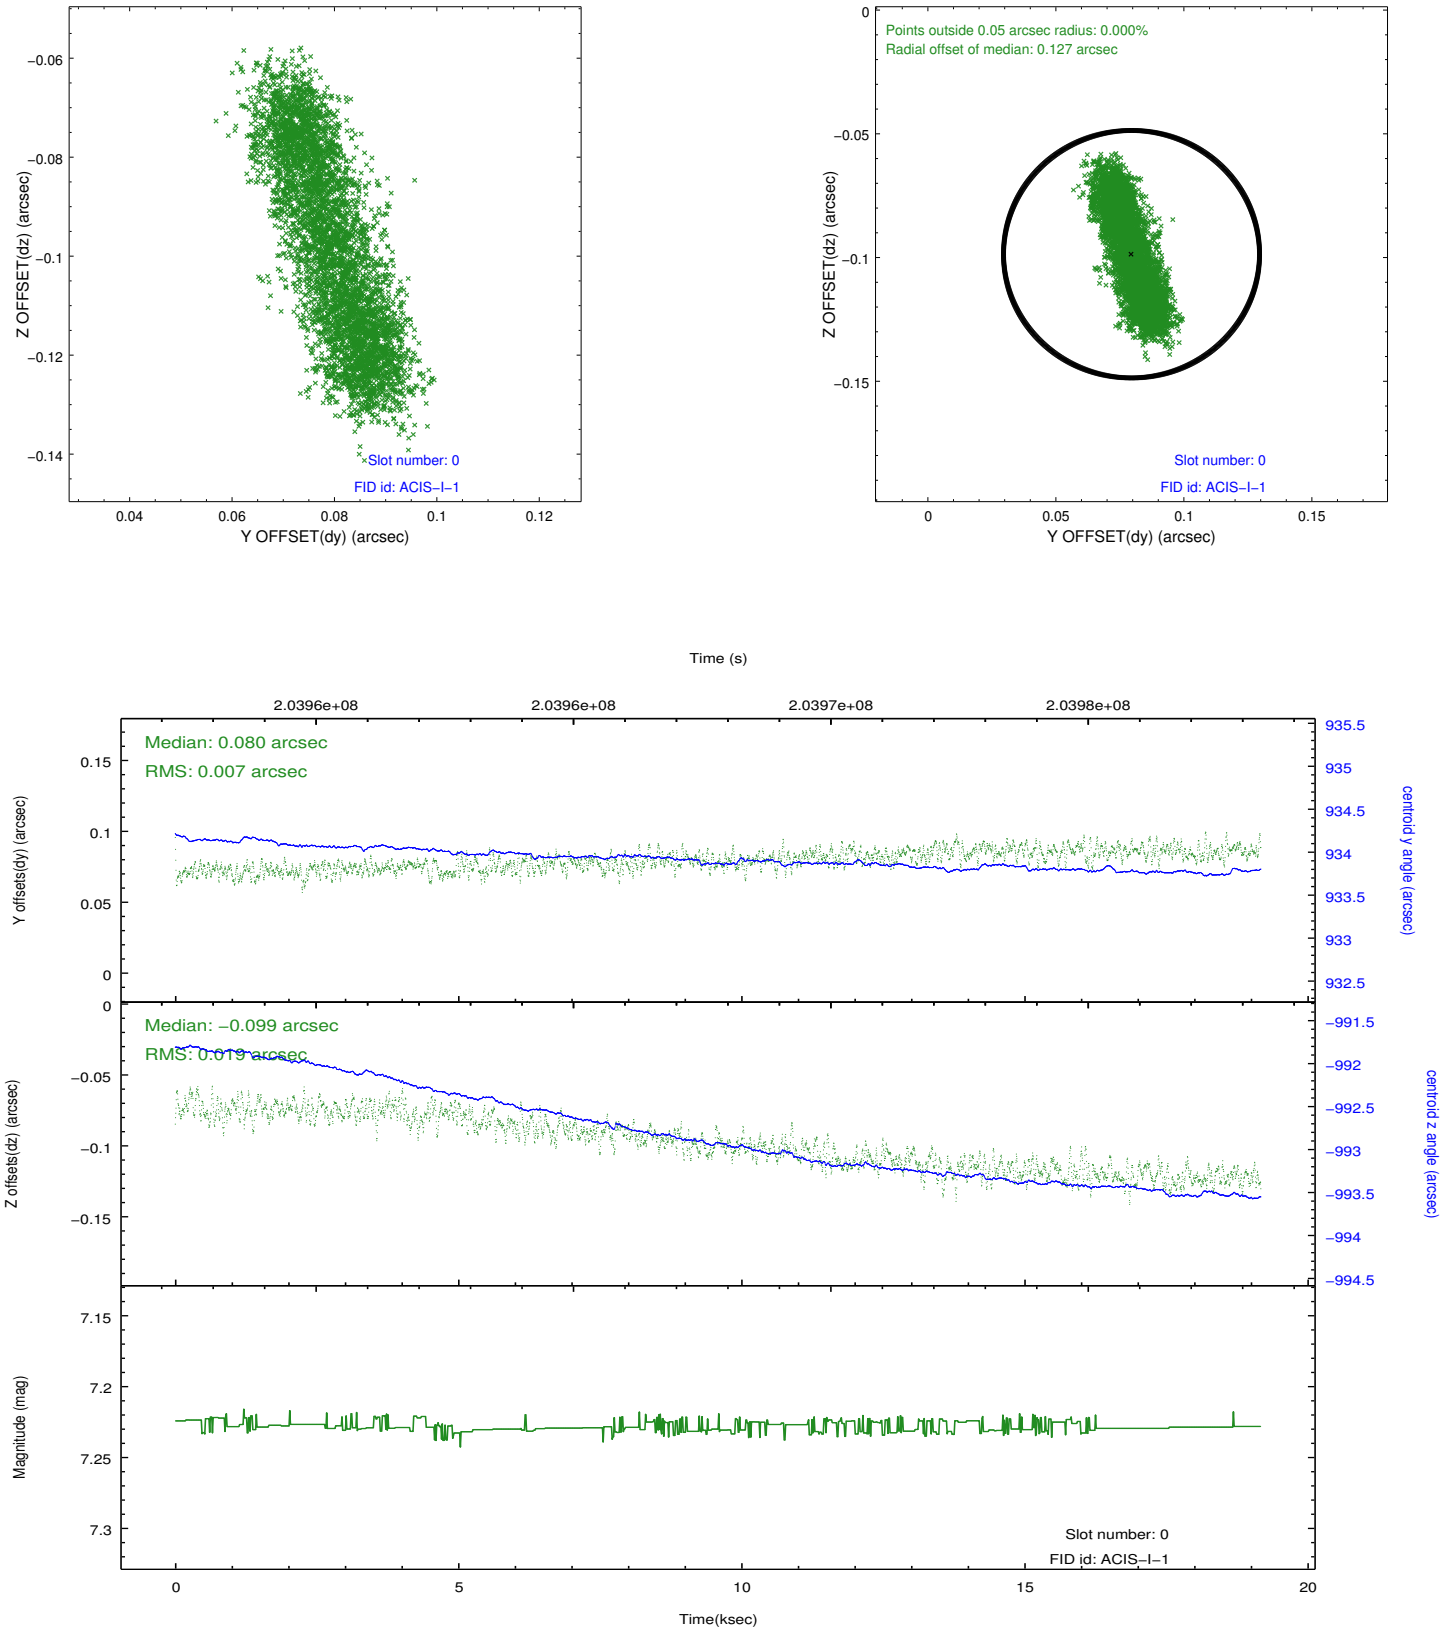 −0.06
−0.08
−0.1
−0.12
−0.14
Z OFFSET(dz) (arcsec)
0.04
0.06
0.08
0.1
0.12
Y OFFSET(dy) (arcsec)
Slot number: 0
FID id: ACIS−I−1
Points outside 0.05 arcsec radius: 0.000%
Radial offset of median: 0.127 arcsec
0
−0.05
−0.1
−0.15
Z OFFSET(dz) (arcsec)
0
0.05
0.1
0.15
Y OFFSET(dy) (arcsec)
Slot number: 0
FID id: ACIS−I−1
Time (s)
2.0396e+08
2.0396e+08
2.0397e+08
2.0398e+08
Median: 0.080 arcsec
RMS: 0.007 arcsec
0.15
0.1
0.05
0
Y offsets(dy) (arcsec)
935.5
935
934.5
934
933.5
933
932.5
centroid y angle (arcsec)
Median: −0.099 arcsec
RMS: 0.019 arcsec
0
−0.05
−0.1
−0.15
Z offsets(dz) (arcsec)
−991.5
−992
−992.5
−993
−993.5
−994
−994.5
centroid z angle (arcsec)
7.15
7.2
7.25
7.3
Magnitude (mag)
Slot number: 0
FID id: ACIS−I−1
0
5
10
15
20
Time(ksec)